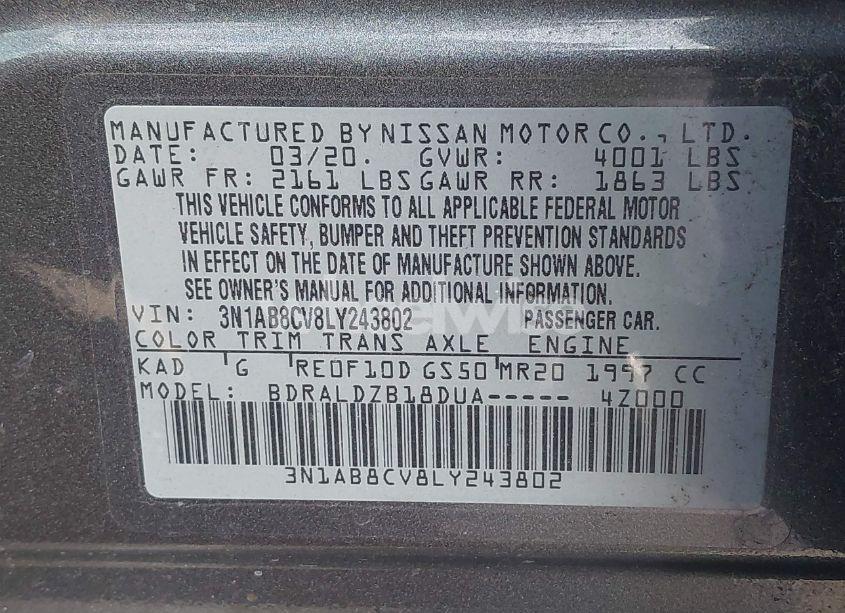 MANUFACTURED BY NISSAN MOTOR CO., LTD.
DATE: 03/20. GVWR: 4001 LBS
GAWR FR: 2161 LBS GAWR RR: 1863 LBS
THIS VEHICLE CONFORMS TO ALL APPLICABLE FEDERAL MOTOR
VEHICLE SAFETY, BUMPER AND THEFT PREVENTION STANDARDS
IN EFFECT ON THE DATE OF MANUFACTURE SHOWN ABOVE.
SEE OWNER'S MANUAL FOR ADDITIONAL INFORMATION.
VIN: 3N1AB8CV8LY243802 PASSENGER CAR.
COLOR TRIM TRANS AXLE ENGINE
KAD G RE0F10D GS50 MR20 1997 CC
MODEL: BDRALDZB18DUA----- 4Z000
3N1AB8CV8LY243802